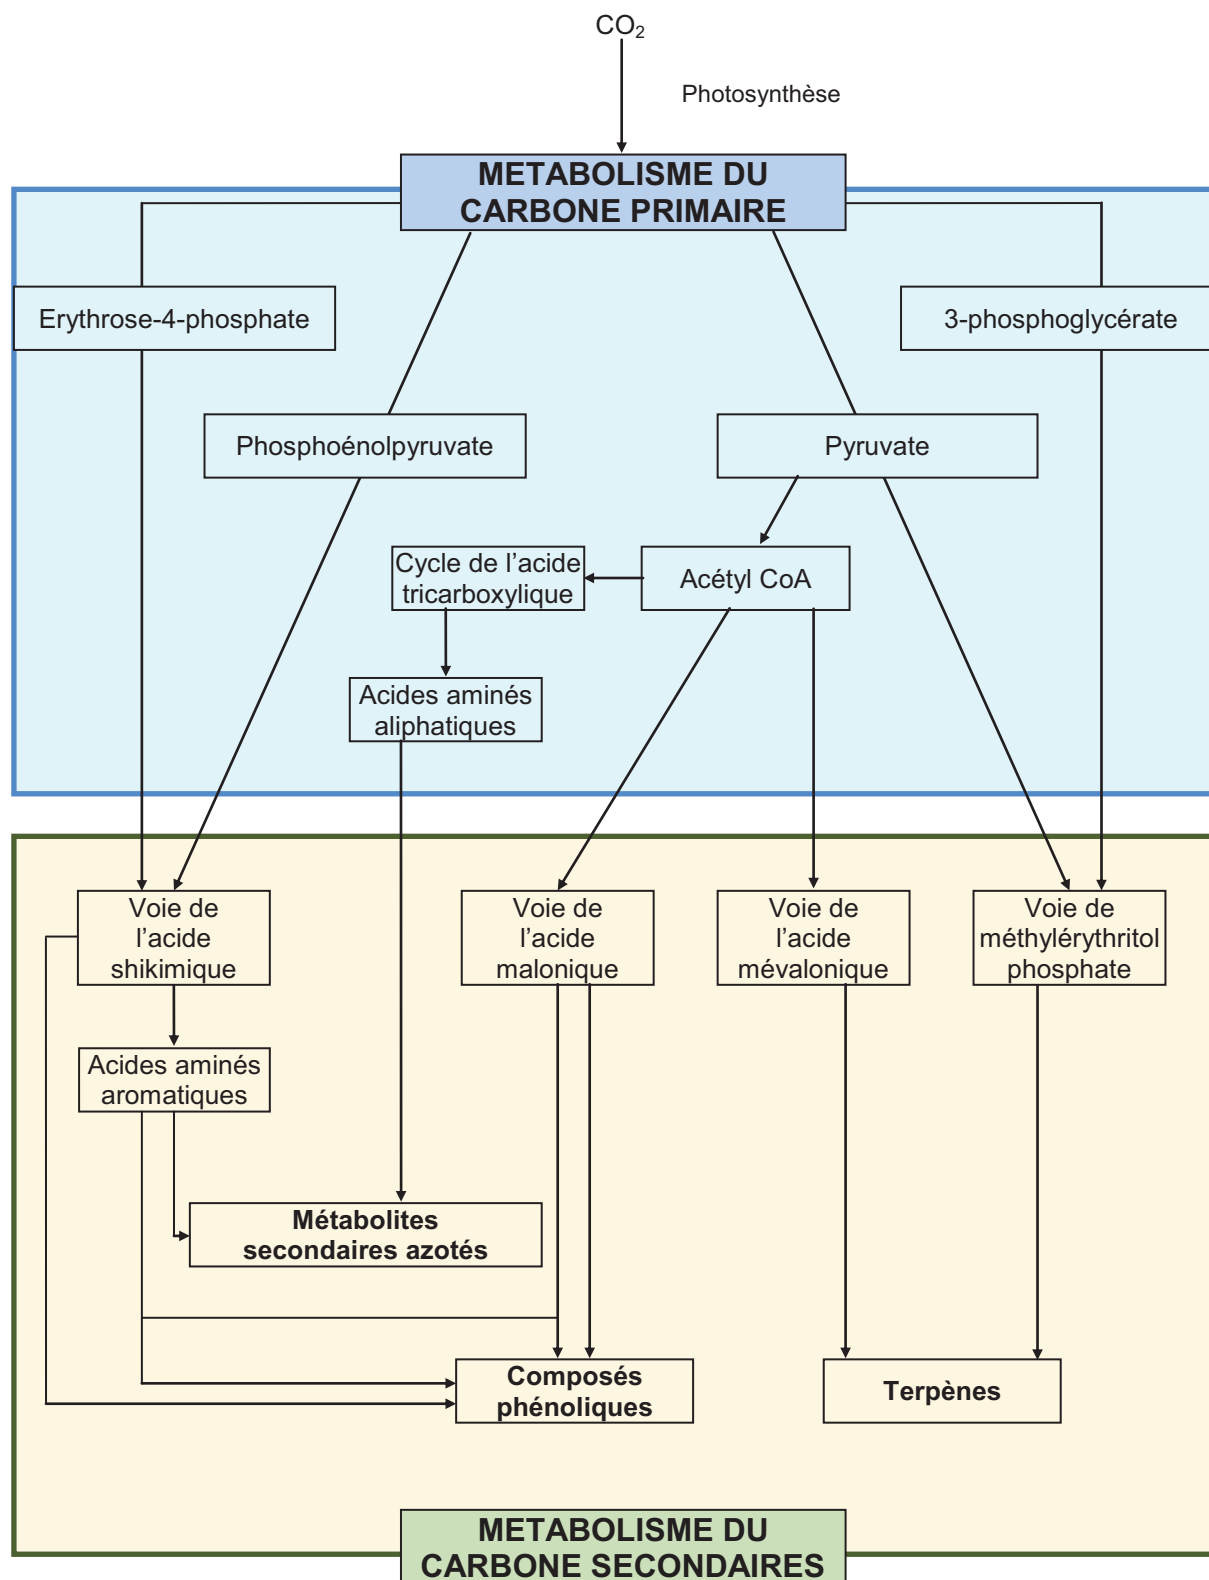 CO₂
Photosynthèse
METABOLISME DU
CARBONE PRIMAIRE
Erythrose-4-phosphate
3-phosphoglycérate
Phosphoénolpyruvate
Pyruvate
Cycle de l’acide
tricarboxylique
Acétyl CoA
Acides aminés
aliphatiques
Voie de
l’acide
shikimique
Voie de
l’acide
malonique
Voie de
l’acide
mévalonique
Voie de
méthylérythritol
phosphate
Acides aminés
aromatiques
Métabolites
secondaires azotés
Composés
phénoliques
Terpènes
METABOLISME DU
CARBONE SECONDAIRES